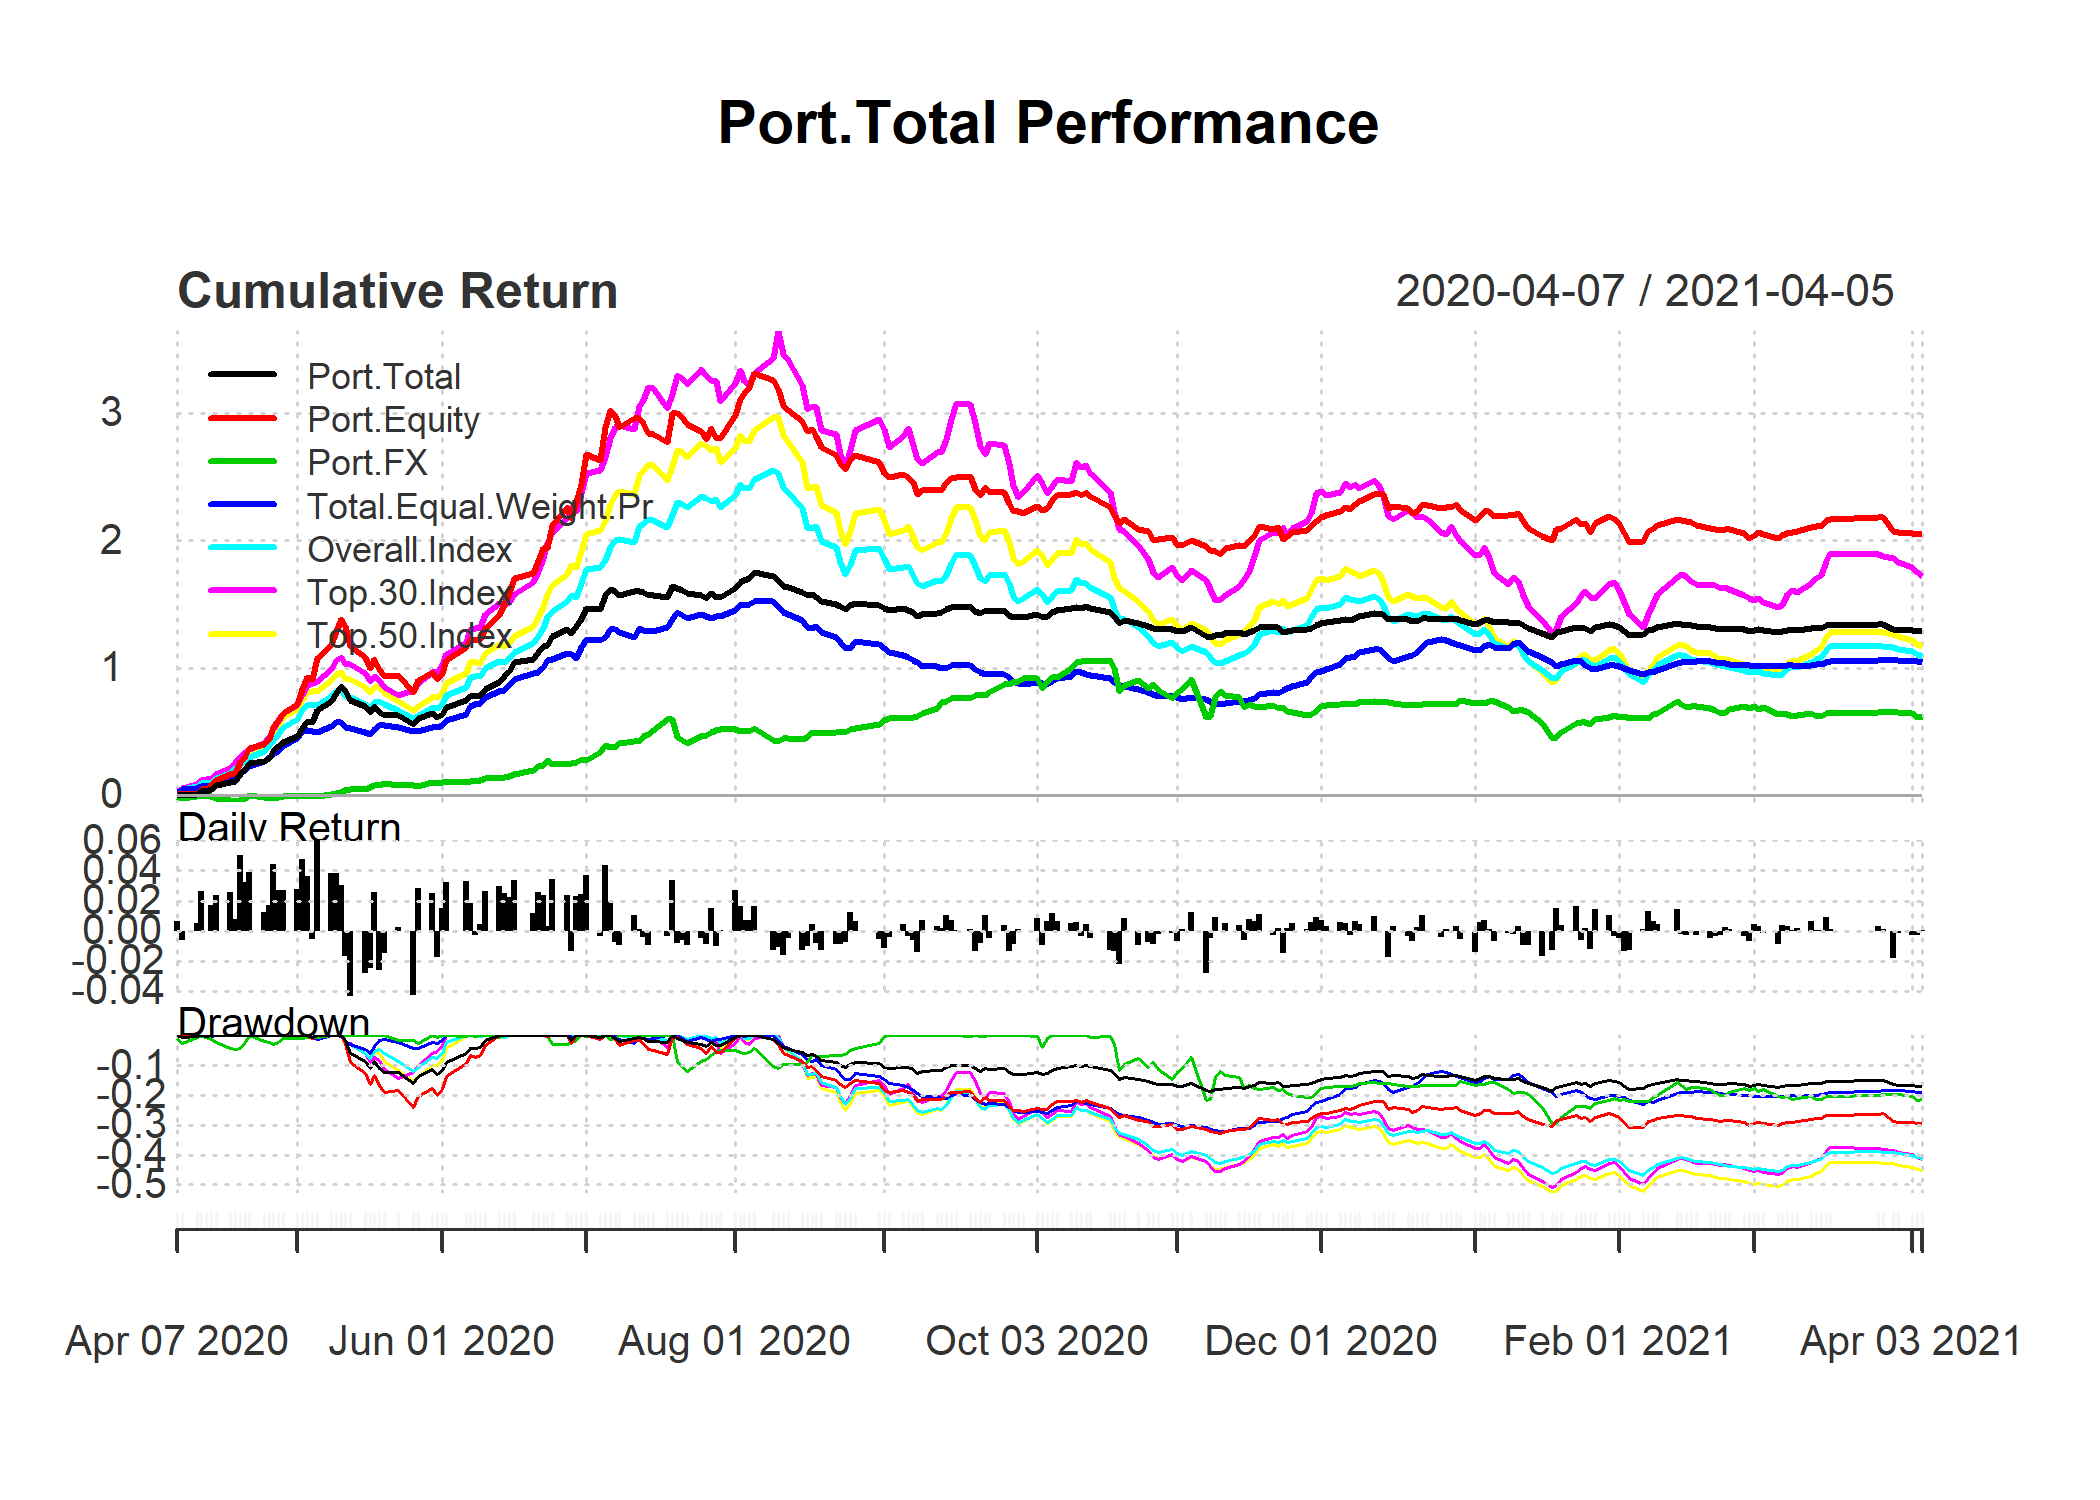 Port.Total Performance
Cumulative Return
2020-04-07 / 2021-04-05
Port.Total
Port.Equity
Port.FX
Total.Equal.Weight.Pr
Overall.Index
Top.30.Index
Top.50.Index
3
2
1
0
Daily Return
0.06
0.04
0.02
0.00
-0.02
-0.04
Drawdown
-0.1
-0.2
-0.3
-0.4
-0.5
Apr 07 2020 Jun 01 2020 Aug 01 2020 Oct 03 2020 Dec 01 2020 Feb 01 2021 Apr 03 2021